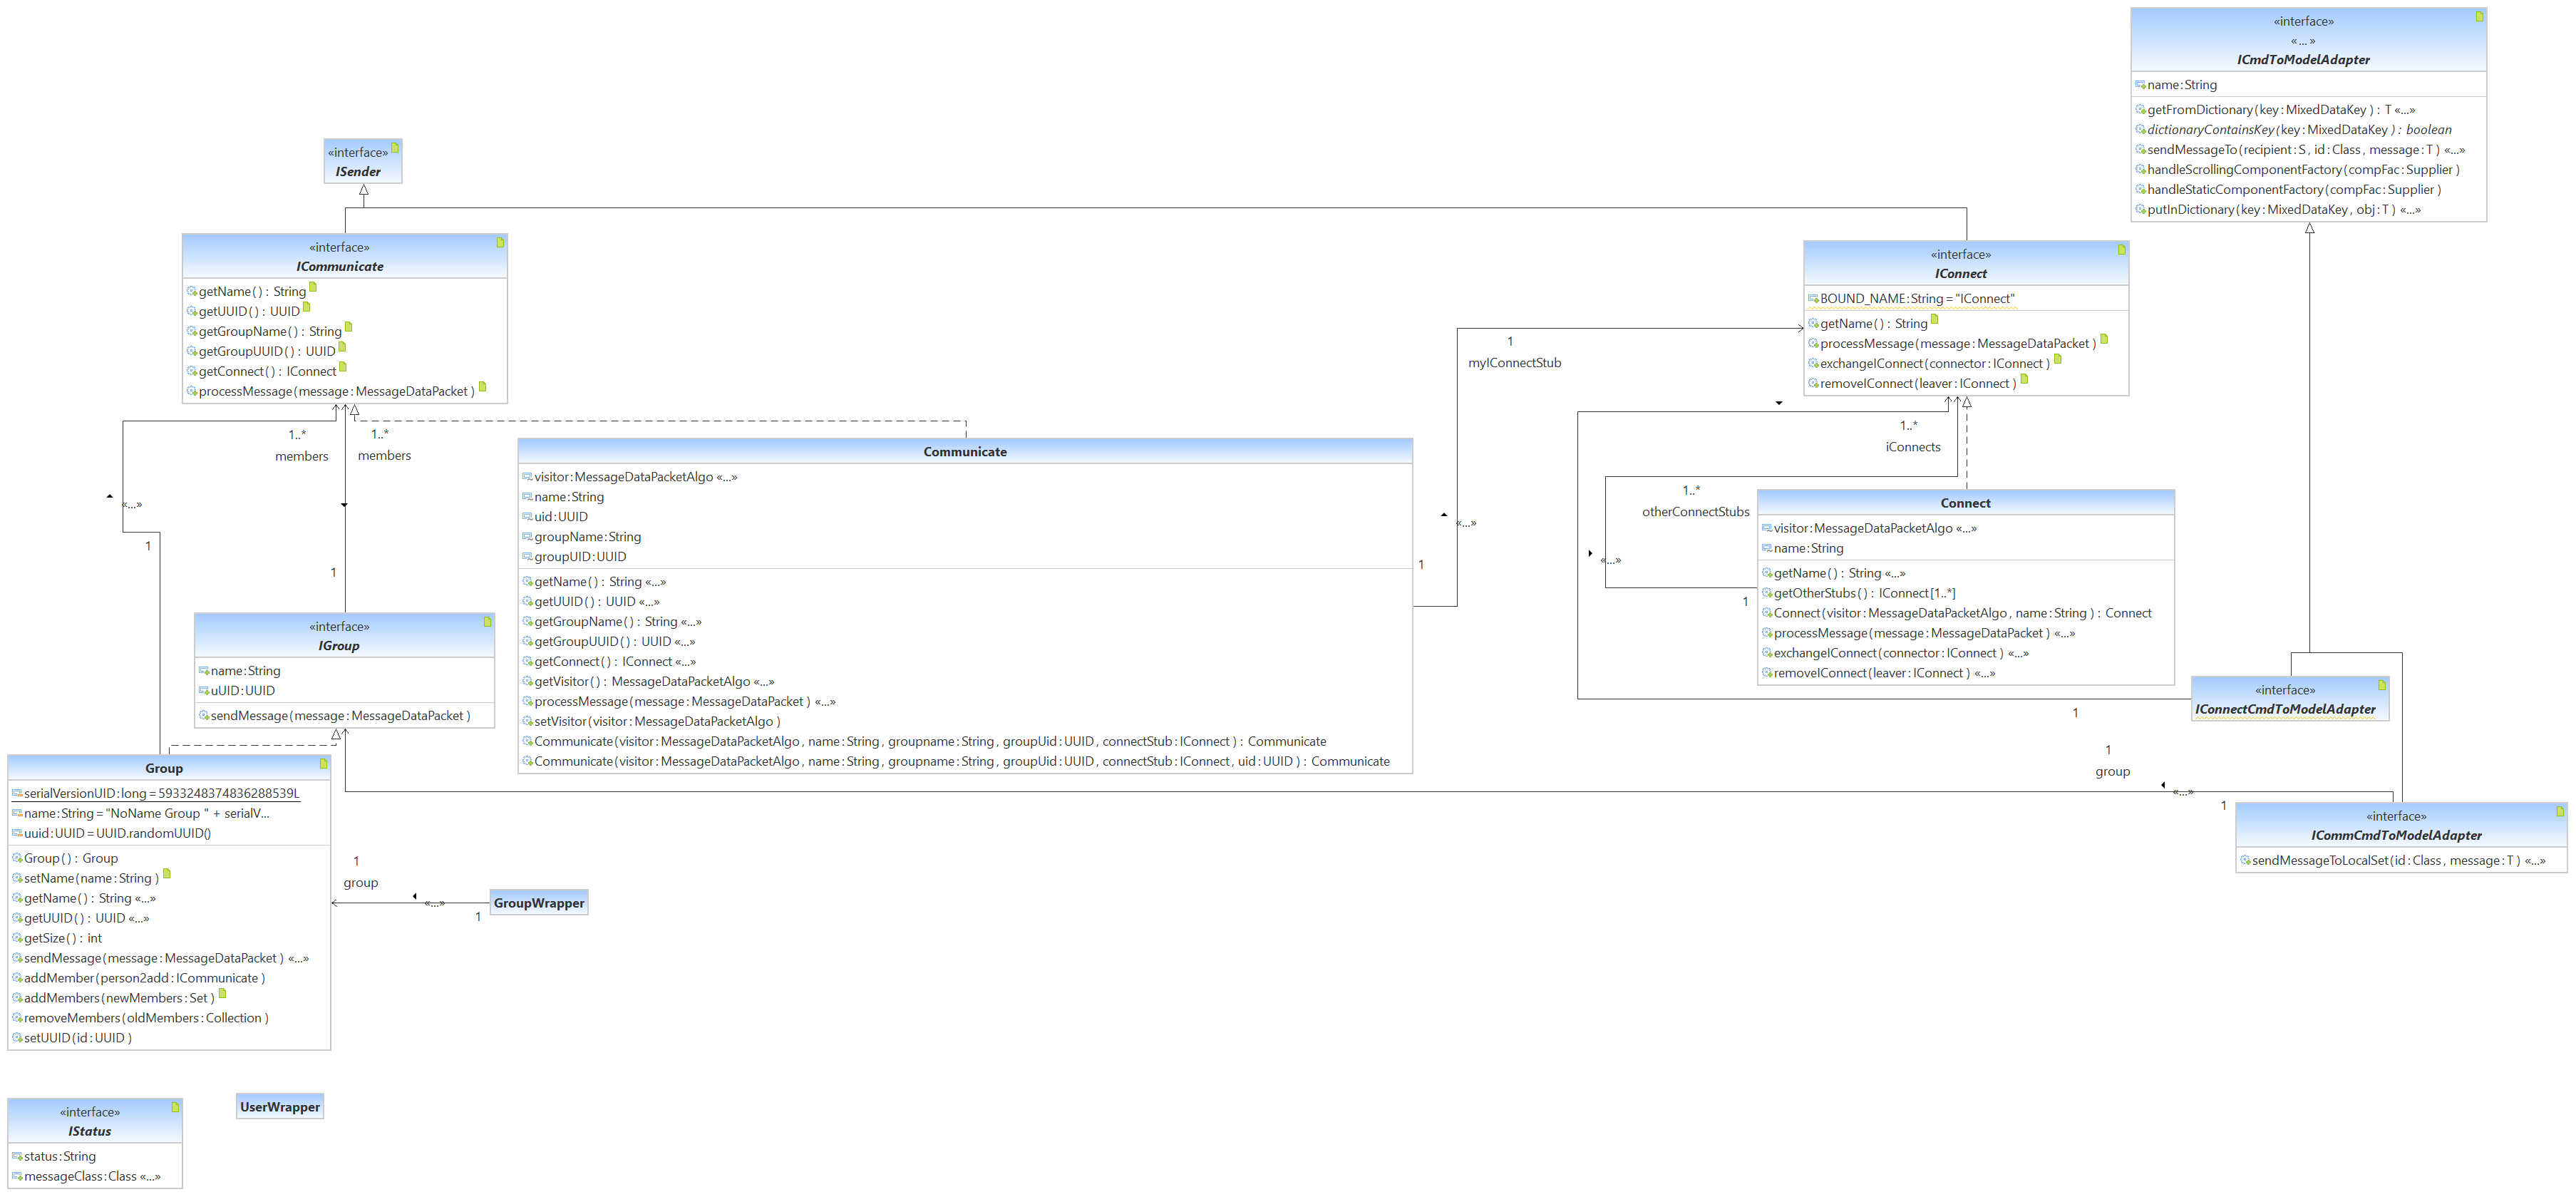 «interface»
«...»
ICmdToModelAdapter
name:String
getFromDictionary(key:MixedDataKey) : T «...»
dictionaryContainsKey(key:MixedDataKey) : boolean
sendMessageTo(recipient:S, id:Class, message:T) «...»
handleScrollingComponentFactory(compFac:Supplier)
handleStaticComponentFactory(compFac:Supplier)
putInDictionary(key:MixedDataKey, obj:T) «...»
«interface»
ISender
«interface»
ICommunicate
getName() : String
getUUID() : UUID
getGroupName() : String
getGroupUUID() : UUID
getConnect() : IConnect
processMessage(message:MessageDataPacket)
«interface»
IConnect
BOUND_NAME:String="IConnect"
getName() : String
processMessage(message:MessageDataPacket)
exchangeIConnect(connector:IConnect)
removeIConnect(leaver:IConnect)
1
myIConnectStub
«...»
1
1..*
members
1..*
members
«...»
1
1
1..*
iConnects
1..*
otherConnectStubs
«...»
1
Communicate
visitor:MessageDataPacketAlgo «...»
name:String
uid:UUID
groupName:String
groupUID:UUID
getName() : String «...»
getUUID() : UUID «...»
getGroupName() : String «...»
getGroupUUID() : UUID «...»
getConnect() : IConnect «...»
getVisitor() : MessageDataPacketAlgo «...»
processMessage(message:MessageDataPacket) «...»
setVisitor(visitor:MessageDataPacketAlgo)
Communicate(visitor:MessageDataPacketAlgo, name:String, groupname:String, groupUid:UUID, connectStub:IConnect) : Communicate
Communicate(visitor:MessageDataPacketAlgo, name:String, groupname:String, groupUid:UUID, connectStub:IConnect, uid:UUID) : Communicate
Connect
visitor:MessageDataPacketAlgo «...»
name:String
getName() : String «...»
getOtherStubs() : IConnect[1..*]
Connect(visitor:MessageDataPacketAlgo, name:String) : Connect
processMessage(message:MessageDataPacket) «...»
exchangeIConnect(connector:IConnect) «...»
removeIConnect(leaver:IConnect) «...»
«interface»
IGroup
name:String
uUID:UUID
sendMessage(message:MessageDataPacket)
«interface»
IConnectCmdToModelAdapter
1
1
group
«...»
1
«interface»
ICommCmdToModelAdapter
sendMessageToLocalSet(id:Class, message:T) «...»
Group
serialVersionUID:long=5933248374836288539L
name:String="NoName Group " + serialV...
uuid:UUID=UUID.randomUUID()
Group() : Group
setName(name:String)
getName() : String «...»
getUUID() : UUID «...»
getSize() : int
sendMessage(message:MessageDataPacket) «...»
addMember(person2add:ICommunicate)
addMembers(newMembers:Set)
removeMembers(oldMembers:Collection)
setUUID(id:UUID)
1
group
«...»
1
GroupWrapper
UserWrapper
«interface»
IStatus
status:String
messageClass:Class «...»